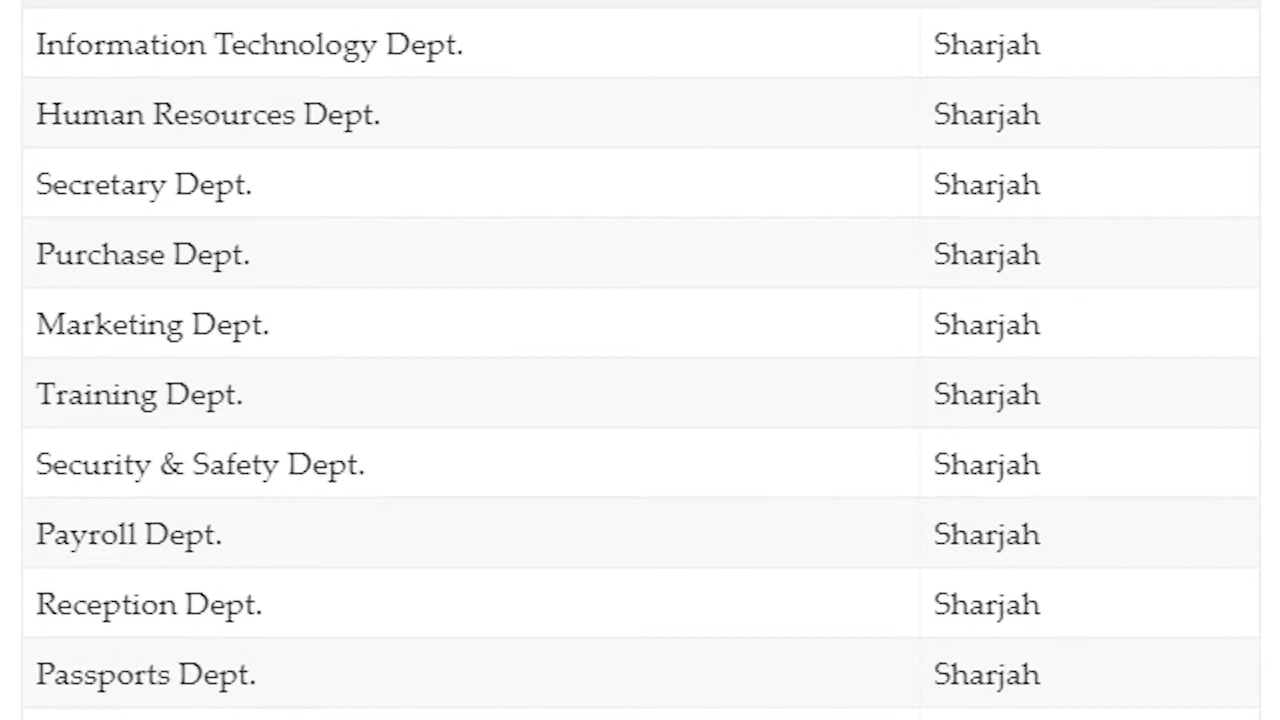 Information Technology Dept. Sharjah
Human Resources Dept. Sharjah
Secretary Dept. Sharjah
Purchase Dept. Sharjah
Marketing Dept. Sharjah
Training Dept. Sharjah
Security & Safety Dept. Sharjah
Payroll Dept. Sharjah
Reception Dept. Sharjah
Passports Dept. Sharjah